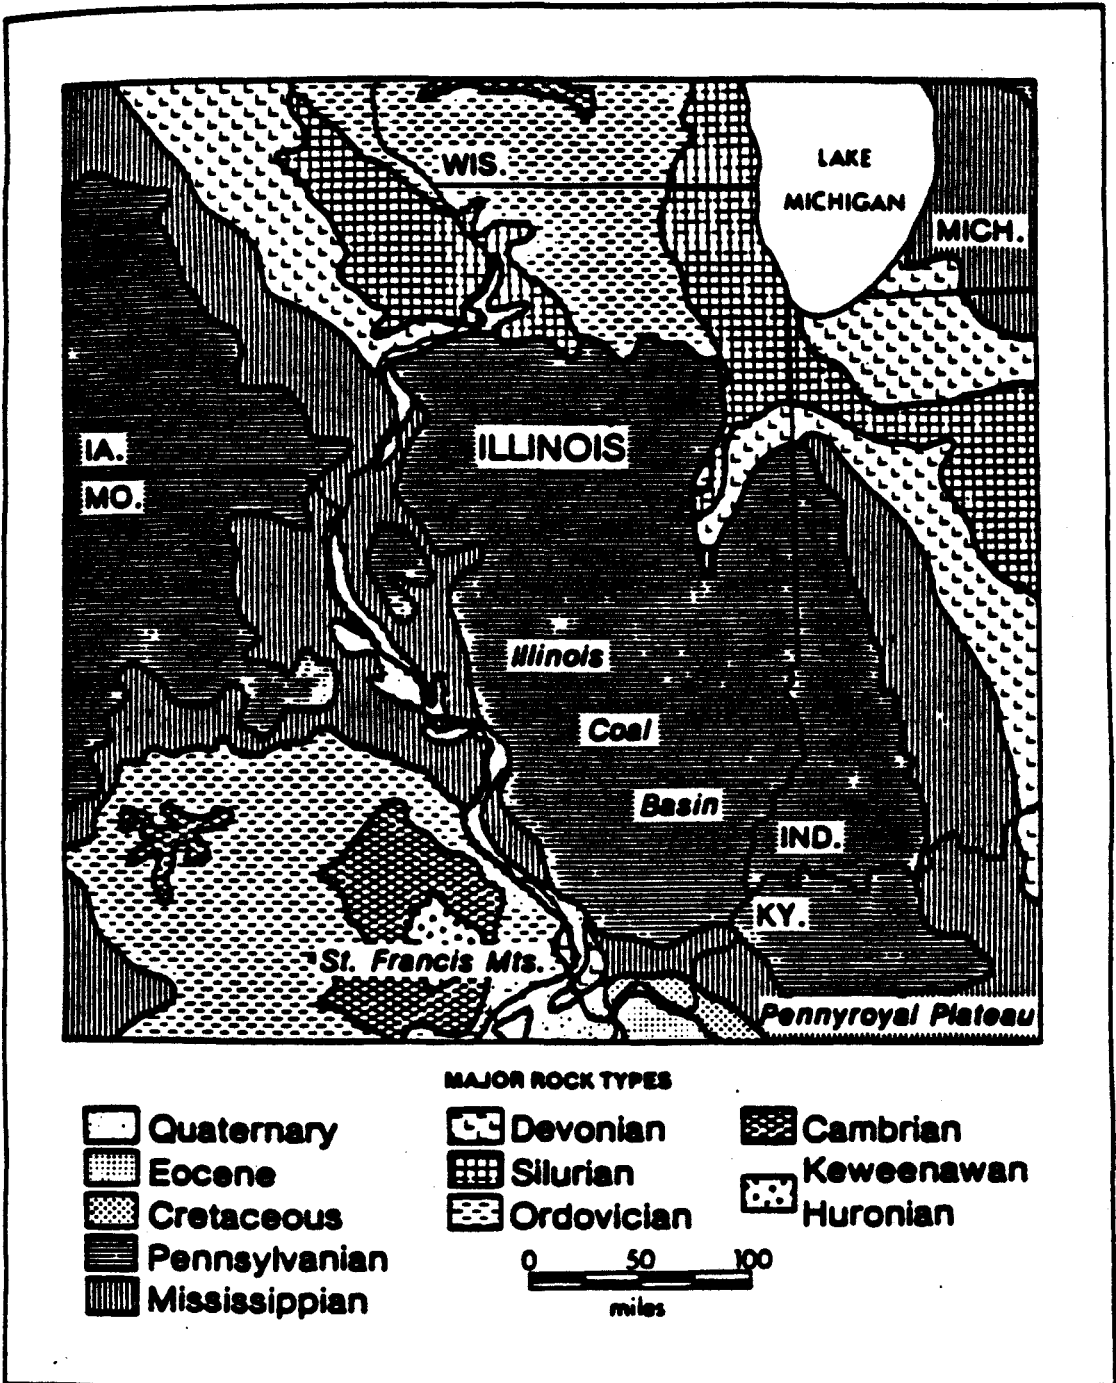 WIS.
LAKE
MICHIGAN
MICH.
IA.
MO.
ILLINOIS
Illinois
Coal
Basin
IND.
KY.
St. Francis Mts.
Pennyroyal Plateau
MAJOR ROCK TYPES
Quaternary
Eocene
Cretaceous
Pennsylvanian
Mississippian
Devonian
Silurian
Ordovician
Cambrian
Keweenawan
Huronian
0 50 100
miles